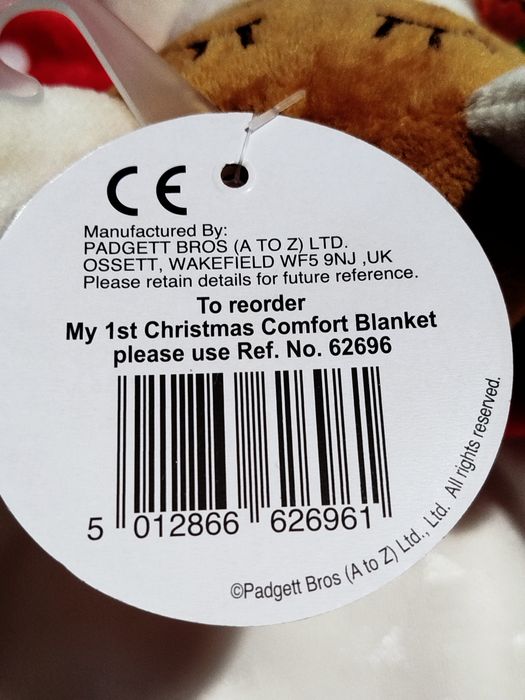 CE
Manufactured By:
PADGETT BROS (A TO Z) LTD.
OSSETT, WAKEFIELD WF5 9NJ ,UK
Please retain details for future reference.
To reorder
My 1st Christmas Comfort Blanket
please use Ref. No. 62696
5 012866 626961
©Padgett Bros (A to Z) Ltd., Ltd. All rights reserved.